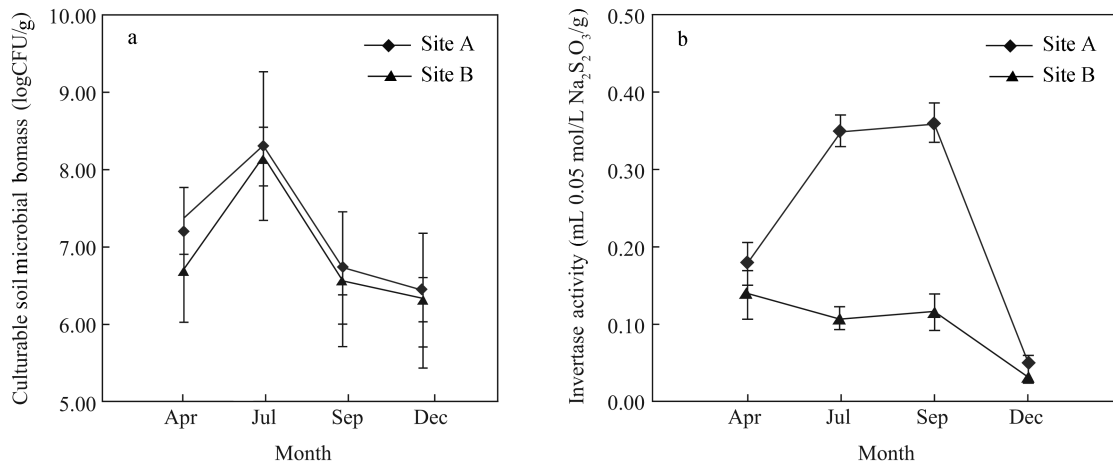 a
Culturable soil microbial bomass (logCFU/g)
10.00
9.00
8.00
7.00
6.00
5.00
Site A
Site B
Apr Jul Sep Dec
Month
b
Invertase activity (mL 0.05 mol/L Na₂S₂O₃/g)
0.50
0.40
0.30
0.20
0.10
0.00
Site A
Site B
Apr Jul Sep Dec
Month